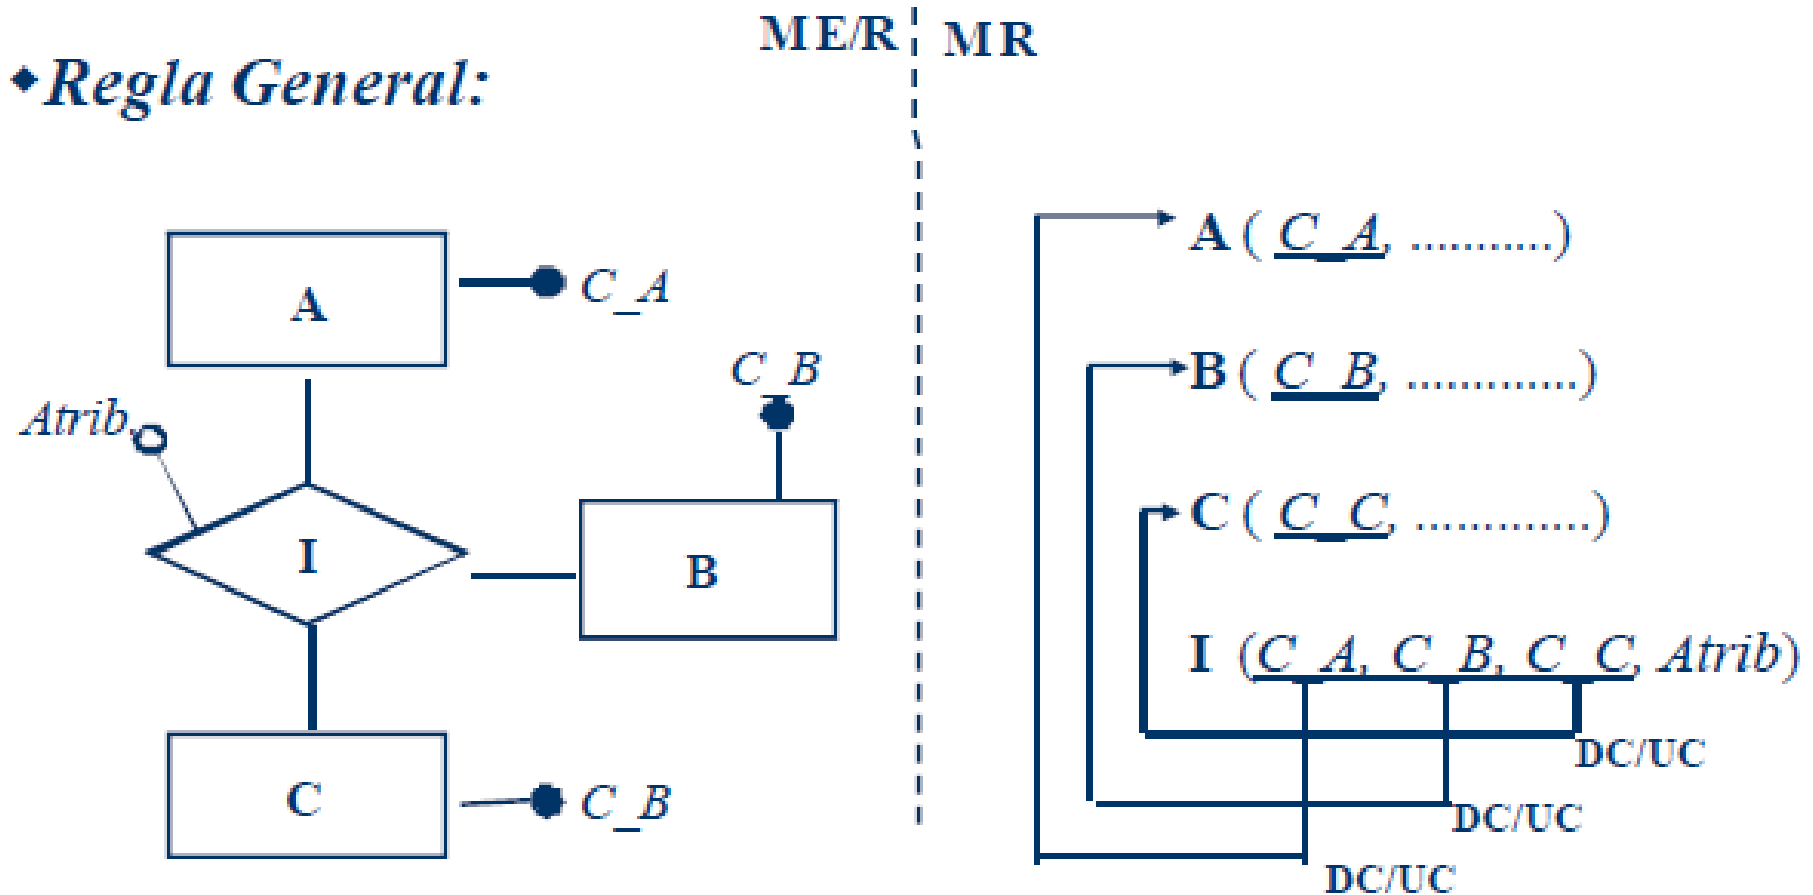 ME/R
MR
◆Regla General:
A
C_A
C_B
Atrib.
I
B
C
C_B
A ( C_A, ...........)
B ( C_B, .............)
C ( C_C, .............)
I (C_A, C_B, C_C, Atrib)
DC/UC
DC/UC
DC/UC